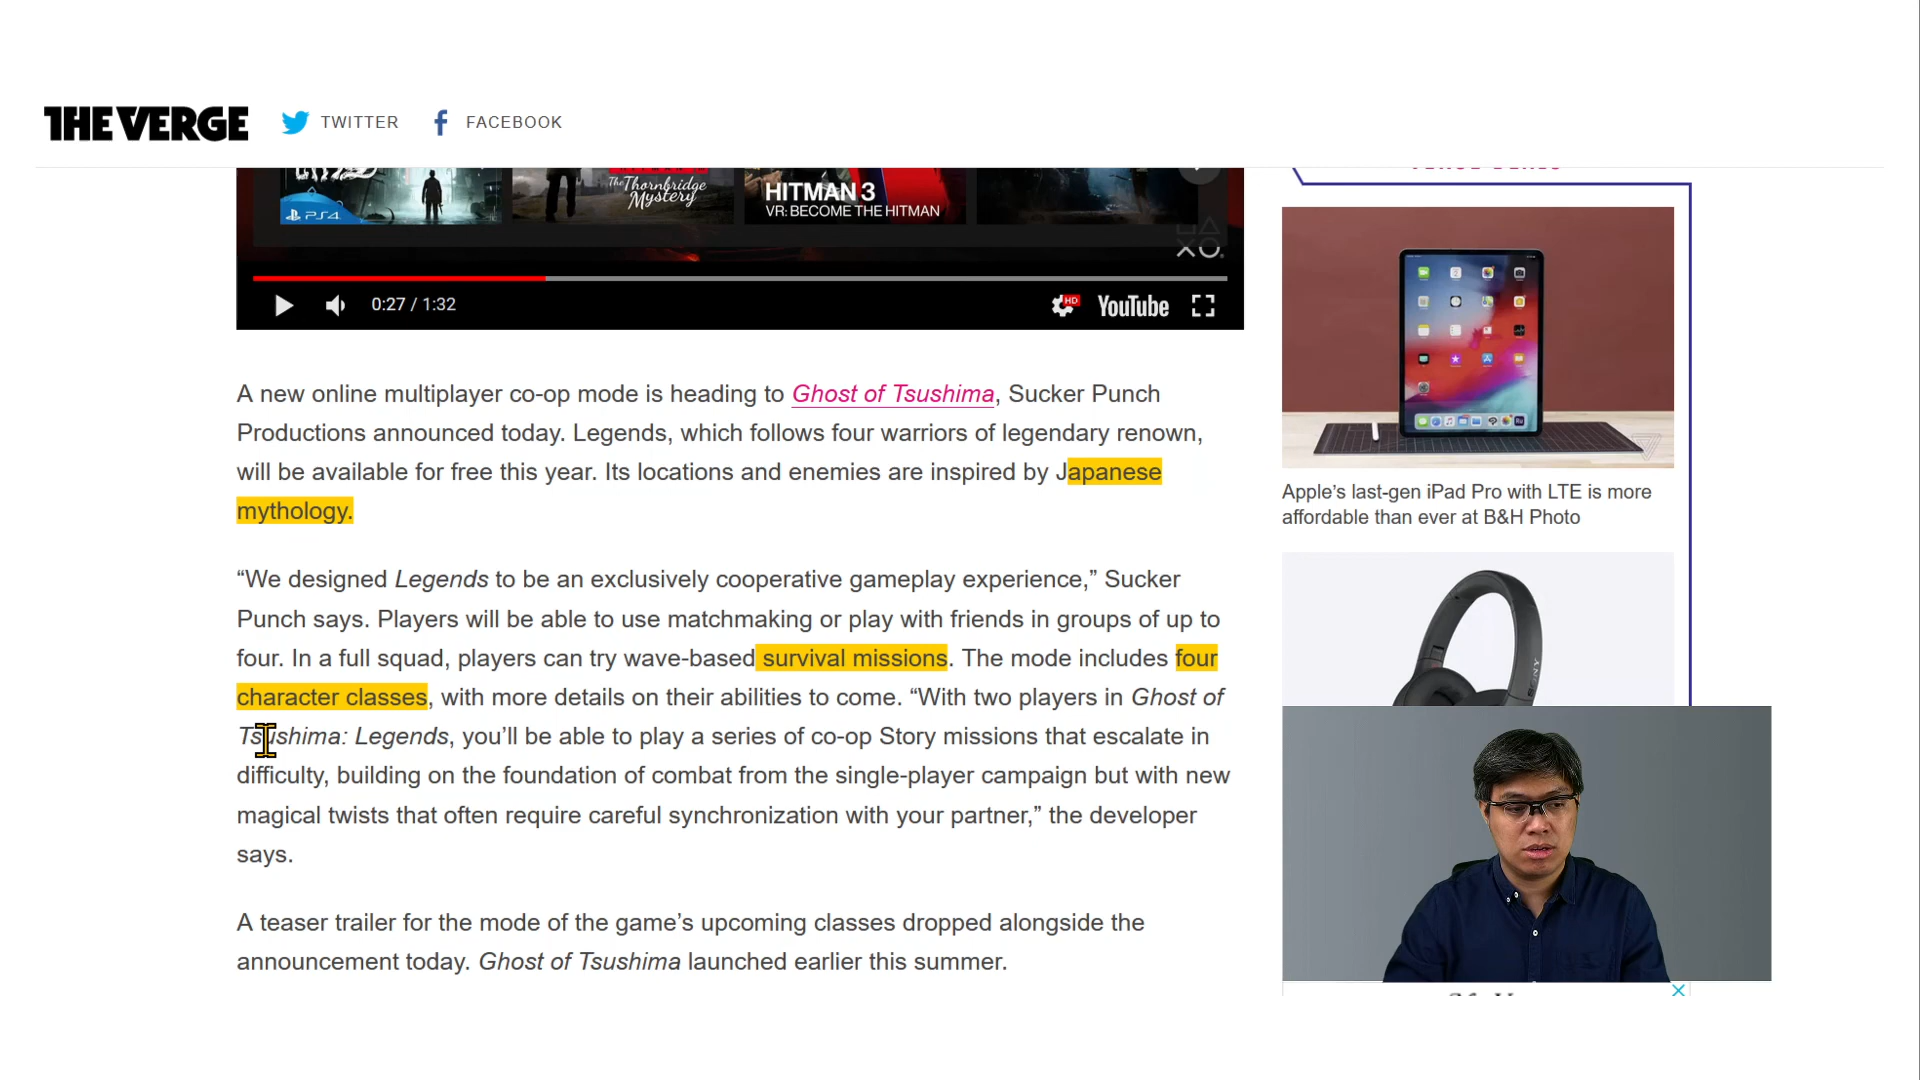 THE VERGE
TWITTER
FACEBOOK
PS4
The Thornbridge
Mystery
HITMAN 3
VR: BECOME THE HITMAN
0:27 / 1:32
HD
YouTube
A new online multiplayer co-op mode is heading to Ghost of Tsushima, Sucker Punch
Productions announced today. Legends, which follows four warriors of legendary renown,
will be available for free this year. Its locations and enemies are inspired by Japanese
mythology.
“We designed Legends to be an exclusively cooperative gameplay experience,” Sucker
Punch says. Players will be able to use matchmaking or play with friends in groups of up to
four. In a full squad, players can try wave-based survival missions. The mode includes four
character classes, with more details on their abilities to come. “With two players in Ghost of
Tsushima: Legends, you’ll be able to play a series of co-op Story missions that escalate in
difficulty, building on the foundation of combat from the single-player campaign but with new
magical twists that often require careful synchronization with your partner,” the developer
says.
A teaser trailer for the mode of the game’s upcoming classes dropped alongside the
announcement today. Ghost of Tsushima launched earlier this summer.
Apple’s last-gen iPad Pro with LTE is more
affordable than ever at B&H Photo
SONY